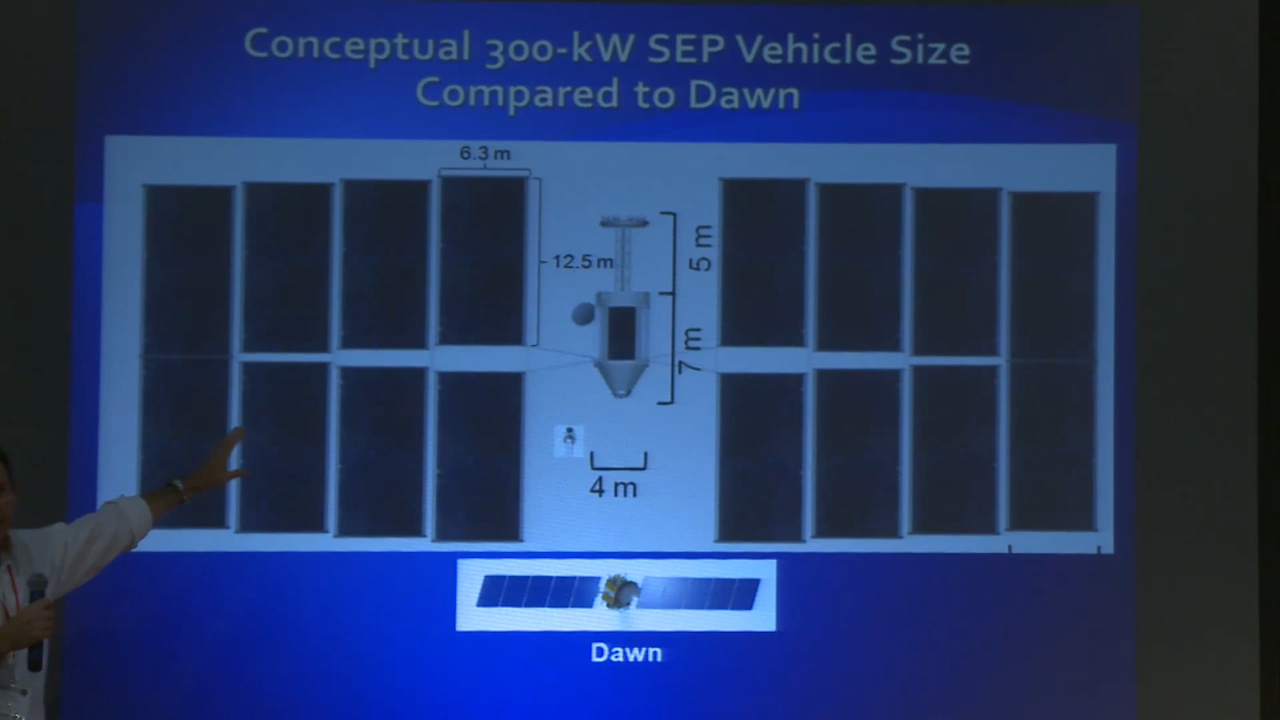 Conceptual 300-kW SEP Vehicle Size
Compared to Dawn
6.3 m
12.5 m
5 m
7 m
4 m
Dawn